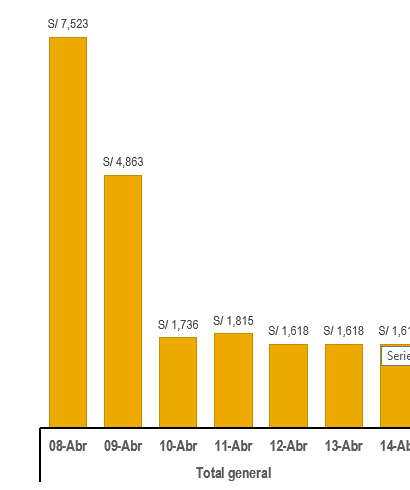 S/ 7,523
S/ 4,863
S/ 1,736
S/ 1,815
S/ 1,618
S/ 1,618
08-Abr
09-Abr
10-Abr
11-Abr
12-Abr
13-Abr
Total general